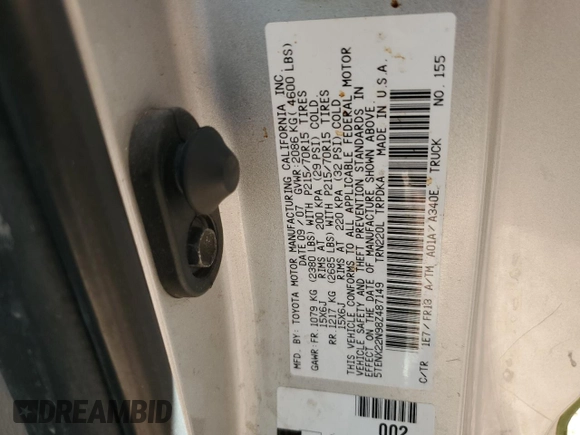 MFD. BY: TOYOTA MOTOR MANUFACTURING CALIFORNIA INC.
DATE 09/07 GVWR: 2086 KG (4600 LBS)
GAWR: FR 1079 KG (2380 LBS) WITH P215/70R15 TIRES
15X6J RIMS AT 200 KPA (29 PSI) COLD
RR 1217 KG (2685 LBS) WITH P215/70R15 TIRES
15X6J RIMS AT 220 KPA (32 PSI) COLD
THIS VEHICLE CONFORMS TO ALL APPLICABLE FEDERAL MOTOR
VEHICLE SAFETY AND THEFT PREVENTION STANDARDS IN
EFFECT ON THE DATE OF MANUFACTURE SHOWN ABOVE.
5TENX22N98Z487149 TRN220L TRPDKA MADE IN U.S.A.
TRUCK
C/TR 1E7/FR13 A/TM A01A/A340E NO. 155
002
DREAMBID